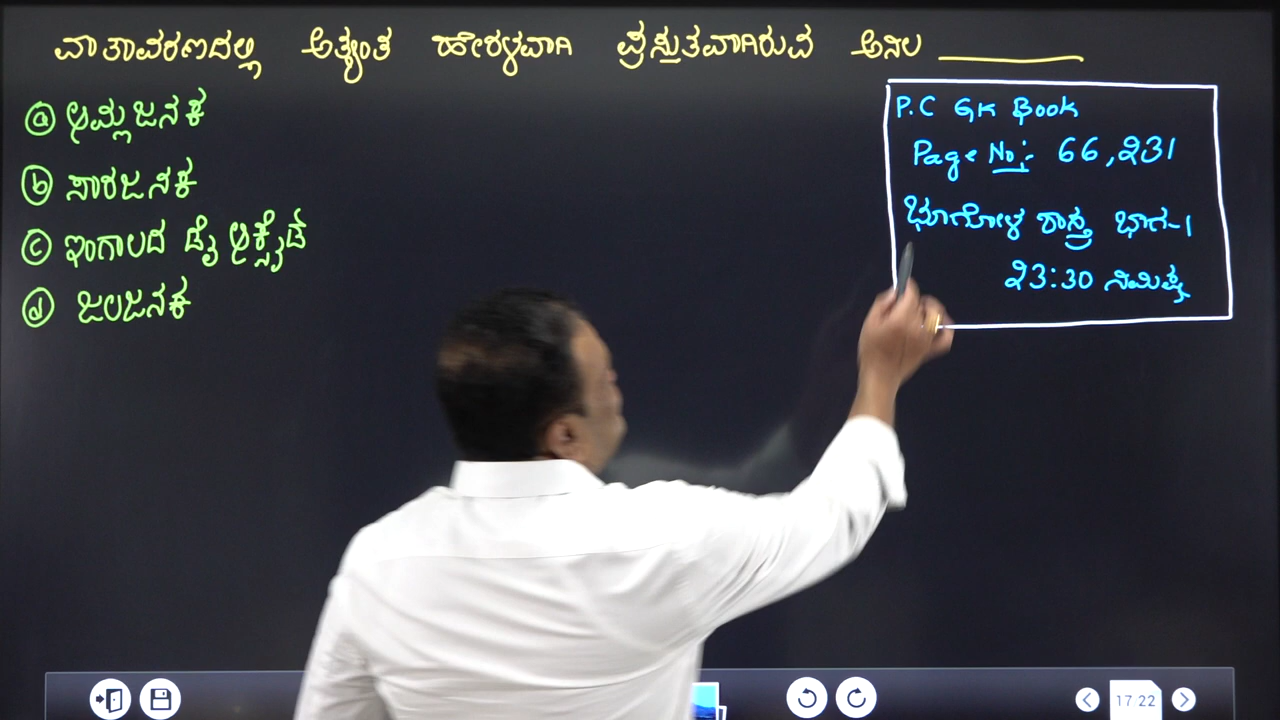 ವಾತಾವರಣದಲ್ಲಿ ಅತ್ಯಂತ ಹೇರಳವಾಗಿ ಪ್ರಸ್ತುತವಾಗಿರುವ ಅನಿಲ ________
ⓐ ಆಮ್ಲಜನಕ
ⓑ ಸಾರಜನಕ
ⓒ ಇಂಗಾಲದ ಡೈ ಆಕ್ಸೈಡ್
ⓓ ಜಲಜನಕ
P.C GK Book
Page No:- 66,231
ಭೂಗೋಳ ಶಾಸ್ತ್ರ ಭಾಗ-1
23:30 ನಿಮಿಷ
17:22